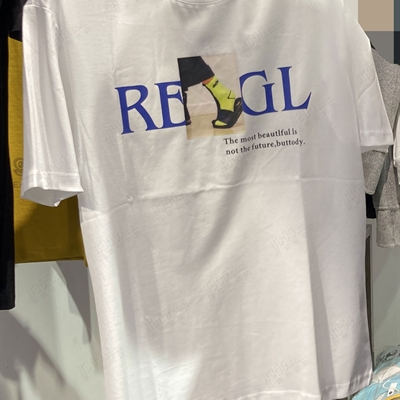 RE GL
The most beautiful is
not the future,buttody.